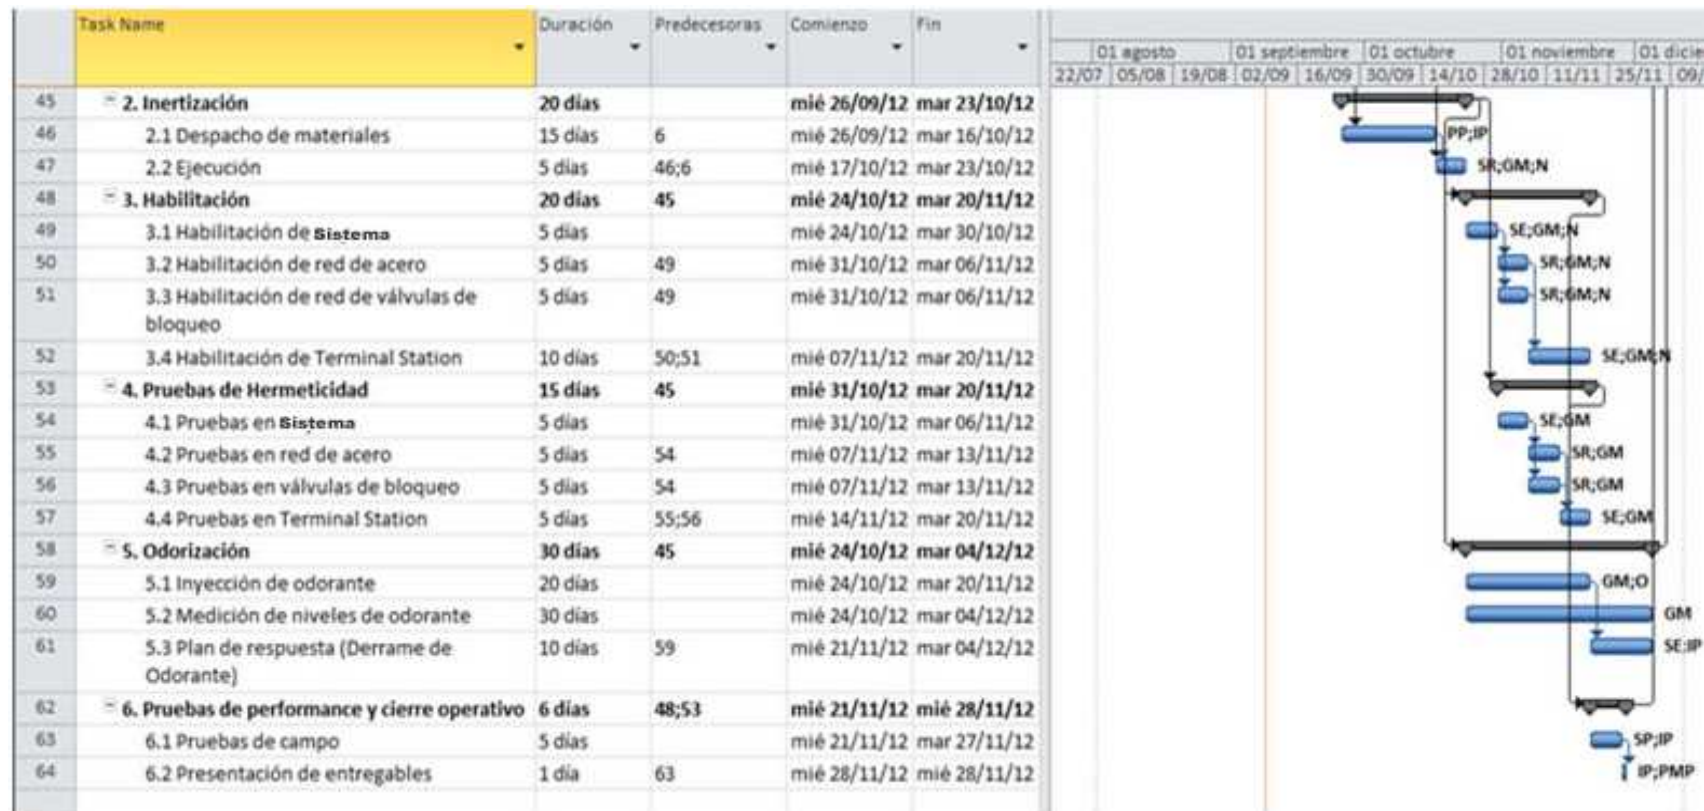 Task Name Duración Predecesoras Comienzo Fin
01 agosto 01 septiembre 01 octubre 01 noviembre 01 dicie
22/07 05/08 19/08 02/09 16/09 30/09 14/10 28/10 11/11 25/11 09/
45 2. Inertización 20 días mié 26/09/12 mar 23/10/12
46 2.1 Despacho de materiales 15 días 6 mié 26/09/12 mar 16/10/12 PP;IP
47 2.2 Ejecución 5 días 46;6 mié 17/10/12 mar 23/10/12 SR;GM;N
48 3. Habilitación 20 días 45 mié 24/10/12 mar 20/11/12
49 3.1 Habilitación de Sistema 5 días mié 24/10/12 mar 30/10/12 SE;GM;N
50 3.2 Habilitación de red de acero 5 días 49 mié 31/10/12 mar 06/11/12 SR;GM;N
51 3.3 Habilitación de red de válvulas de 5 días 49 mié 31/10/12 mar 06/11/12 SR;GM;N
bloqueo
52 3.4 Habilitación de Terminal Station 10 días 50;51 mié 07/11/12 mar 20/11/12 SE;GM;N
53 4. Pruebas de Hermeticidad 15 días 45 mié 31/10/12 mar 20/11/12
54 4.1 Pruebas en Sistema 5 días mié 31/10/12 mar 06/11/12 SE;GM
55 4.2 Pruebas en red de acero 5 días 54 mié 07/11/12 mar 13/11/12 SR;GM
56 4.3 Pruebas en válvulas de bloqueo 5 días 54 mié 07/11/12 mar 13/11/12 SR;GM
57 4.4 Pruebas en Terminal Station 5 días 55;56 mié 14/11/12 mar 20/11/12 SE;GM
58 5. Odorización 30 días 45 mié 24/10/12 mar 04/12/12
59 5.1 Inyección de odorante 20 días mié 24/10/12 mar 20/11/12 GM;O
60 5.2 Medición de niveles de odorante 30 días mié 24/10/12 mar 04/12/12 GM
61 5.3 Plan de respuesta (Derrame de 10 días 59 mié 21/11/12 mar 04/12/12 SE;IP
Odorante)
62 6. Pruebas de performance y cierre operativo 6 días 48;53 mié 21/11/12 mié 28/11/12
63 6.1 Pruebas de campo 5 días mié 21/11/12 mar 27/11/12 SP;IP
64 6.2 Presentación de entregables 1 día 63 mié 28/11/12 mié 28/11/12 IP;PMP